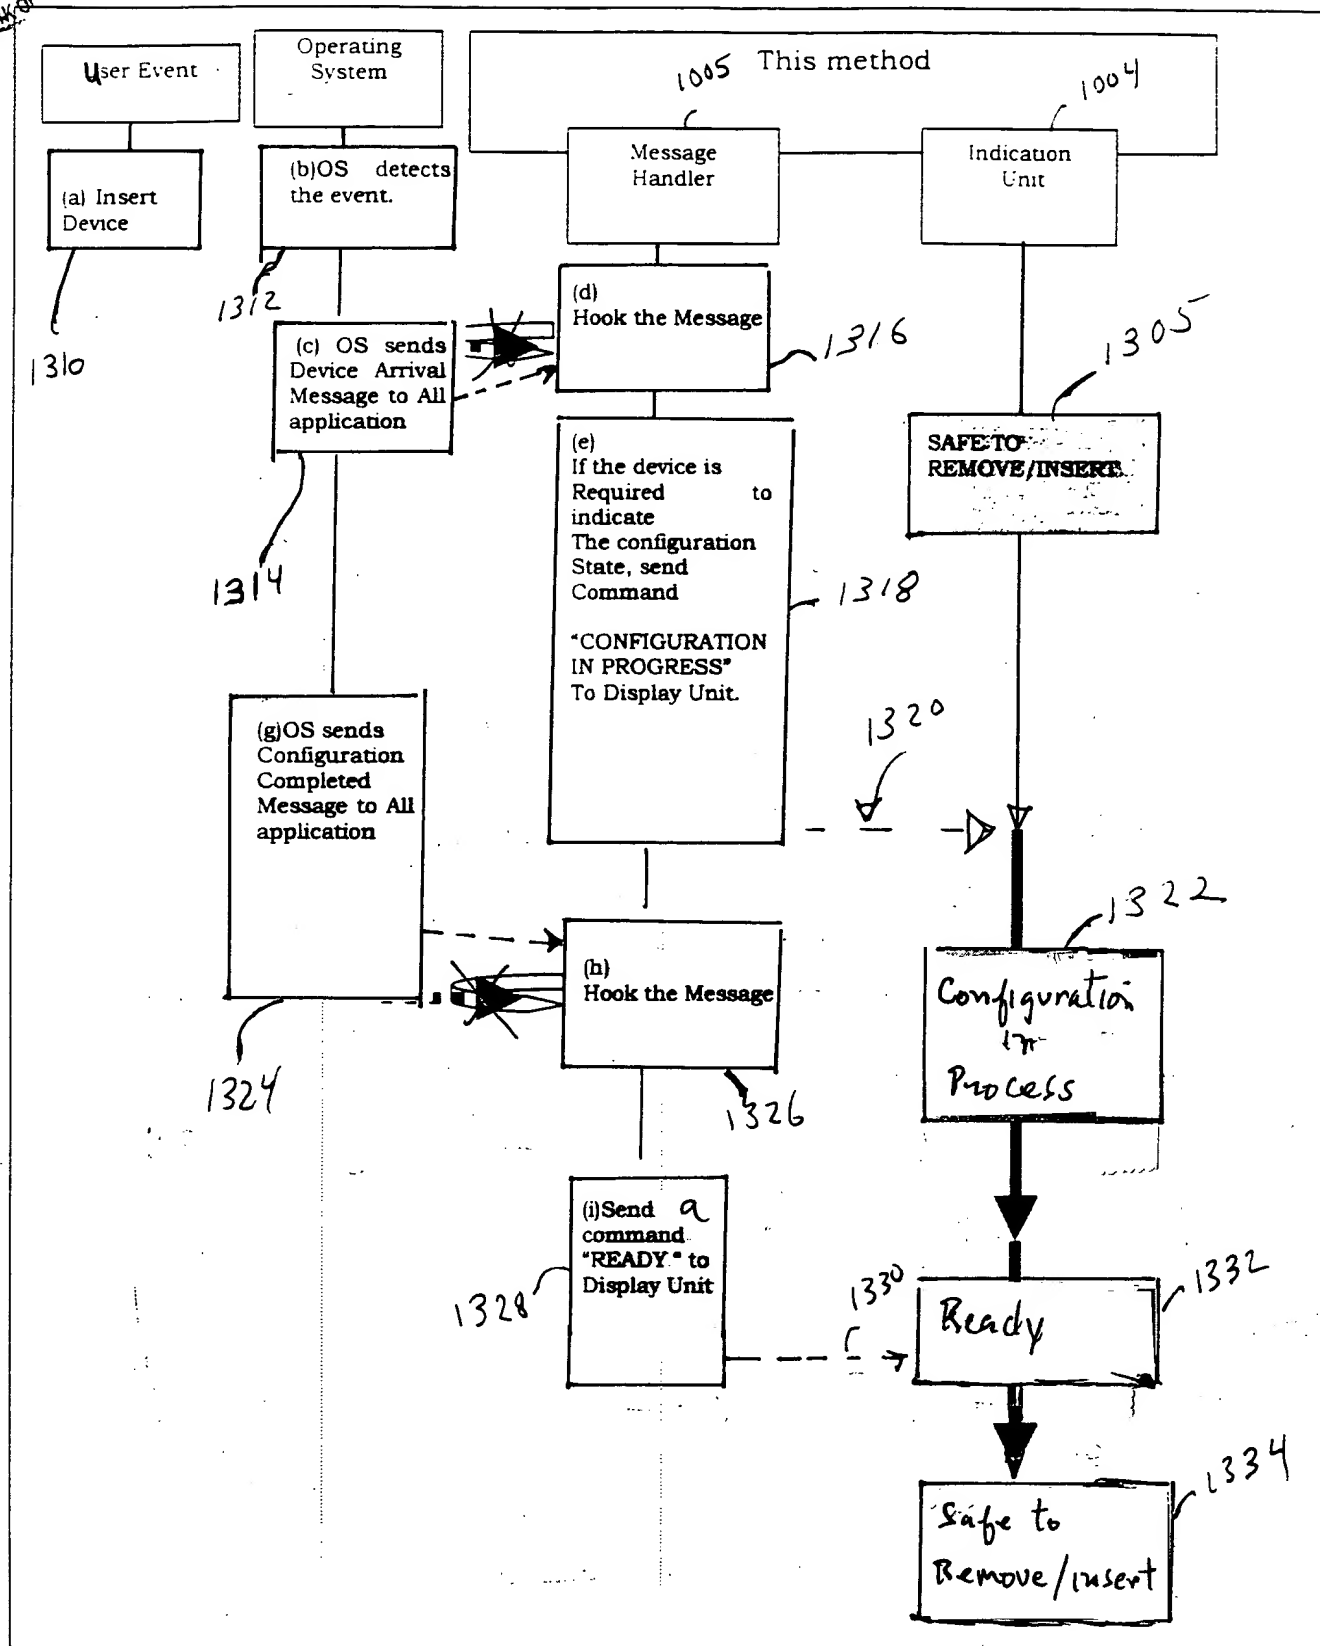 User Event
Operating
System
This method
1005
1004
Message
Handler
Indication
Unit
(a) Insert
Device
1310
(b)OS detects
the event.
1312
(c) OS sends
Device Arrival
Message to All
application
1314
(d)
Hook the Message
1316
1305
SAFE TO
REMOVE/INSERT
(e)
If the device is
Required to
indicate
The configuration
State, send
Command
"CONFIGURATION
IN PROGRESS"
To Display Unit.
1318
1320
(g)OS sends
Configuration
Completed
Message to All
application
1324
(h)
Hook the Message
1326
1322
Configuration
in
Process
(i)Send a
command
"READY " to
Display Unit
1328
1330
1332
Ready
1334
Safe to
Remove/insert